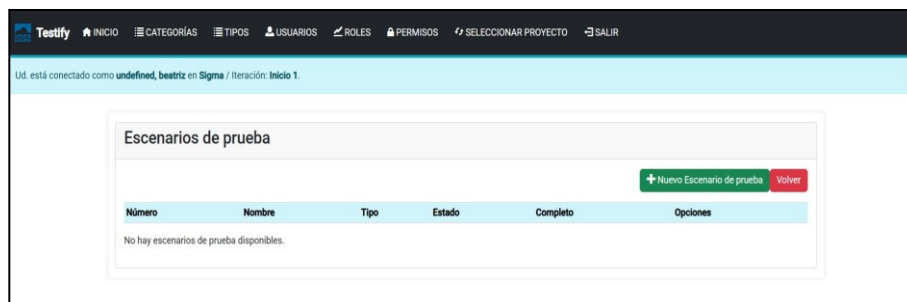 Testify INICIO CATEGORÍAS TIPOS USUARIOS ROLES PERMISOS SELECCIONAR PROYECTO SALIR
Ud. está conectado como undefined, beatriz en Sigma / Iteración: Inicio 1.
Escenarios de prueba
+ Nuevo Escenario de prueba Volver
Número Nombre Tipo Estado Completo Opciones
No hay escenarios de prueba disponibles.